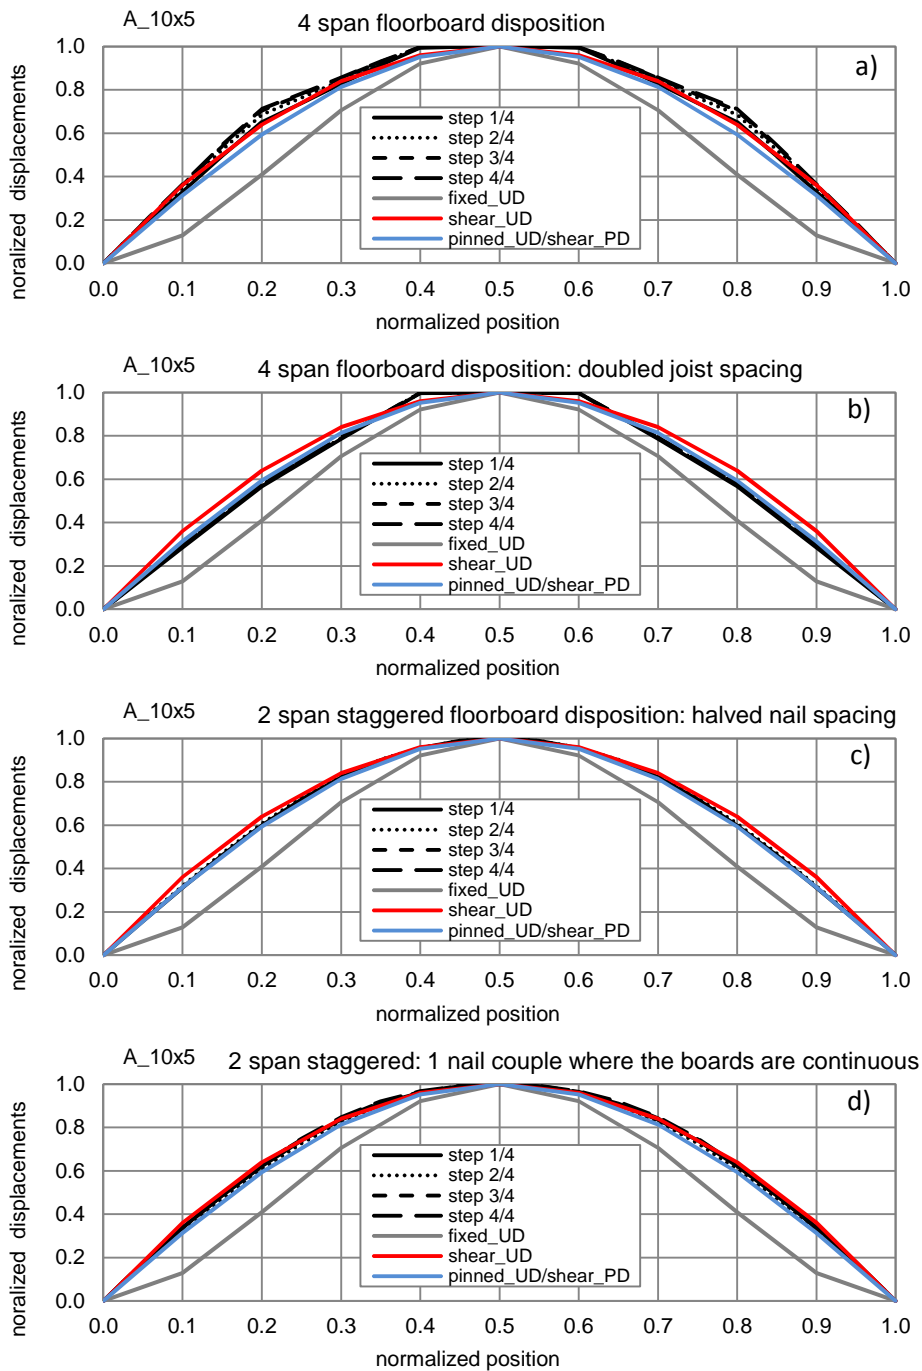 A_10x5 4 span floorboard disposition
a)
noralized displacements
1.0
0.8
0.6
0.4
0.2
0.0
step 1/4
step 2/4
step 3/4
step 4/4
fixed_UD
shear_UD
pinned_UD/shear_PD
0.0 0.1 0.2 0.3 0.4 0.5 0.6 0.7 0.8 0.9 1.0
normalized position
A_10x5 4 span floorboard disposition: doubled joist spacing
b)
noralized displacements
1.0
0.8
0.6
0.4
0.2
0.0
step 1/4
step 2/4
step 3/4
step 4/4
fixed_UD
shear_UD
pinned_UD/shear_PD
0.0 0.1 0.2 0.3 0.4 0.5 0.6 0.7 0.8 0.9 1.0
normalized position
A_10x5 2 span staggered floorboard disposition: halved nail spacing
c)
noralized displacements
1.0
0.8
0.6
0.4
0.2
0.0
step 1/4
step 2/4
step 3/4
step 4/4
fixed_UD
shear_UD
pinned_UD/shear_PD
0.0 0.1 0.2 0.3 0.4 0.5 0.6 0.7 0.8 0.9 1.0
normalized position
A_10x5 2 span staggered: 1 nail couple where the boards are continuous
d)
noralized displacements
1.0
0.8
0.6
0.4
0.2
0.0
step 1/4
step 2/4
step 3/4
step 4/4
fixed_UD
shear_UD
pinned_UD/shear_PD
0.0 0.1 0.2 0.3 0.4 0.5 0.6 0.7 0.8 0.9 1.0
normalized position